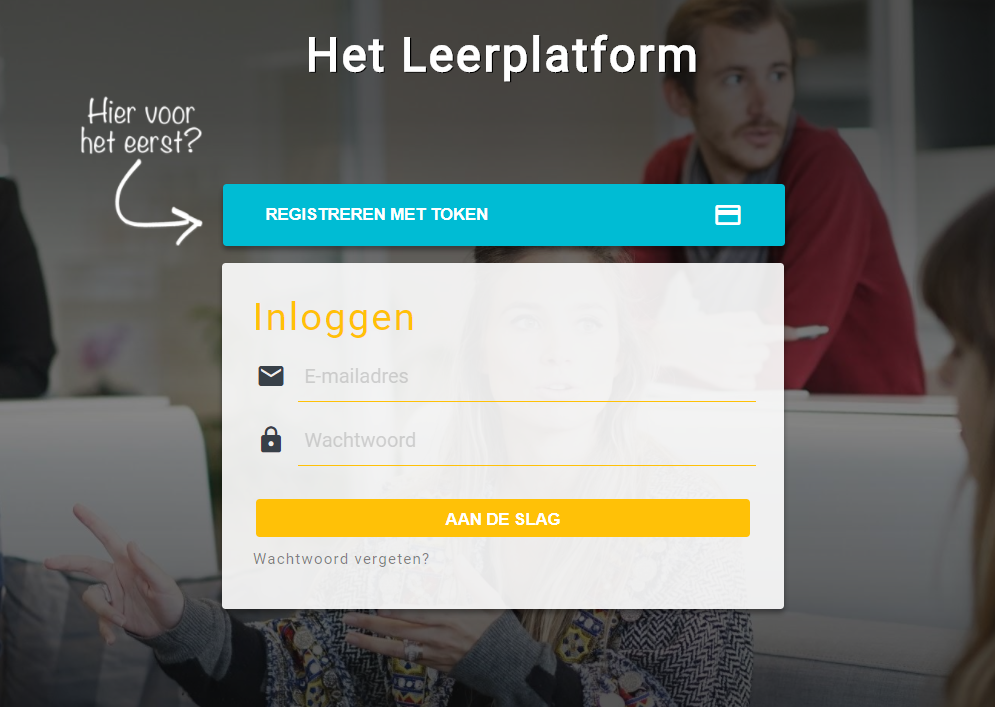 Het Leerplatform
Hier voor
het eerst?
REGISTREREN MET TOKEN
Inloggen
E-mailadres
Wachtwoord
AAN DE SLAG
Wachtwoord vergeten?